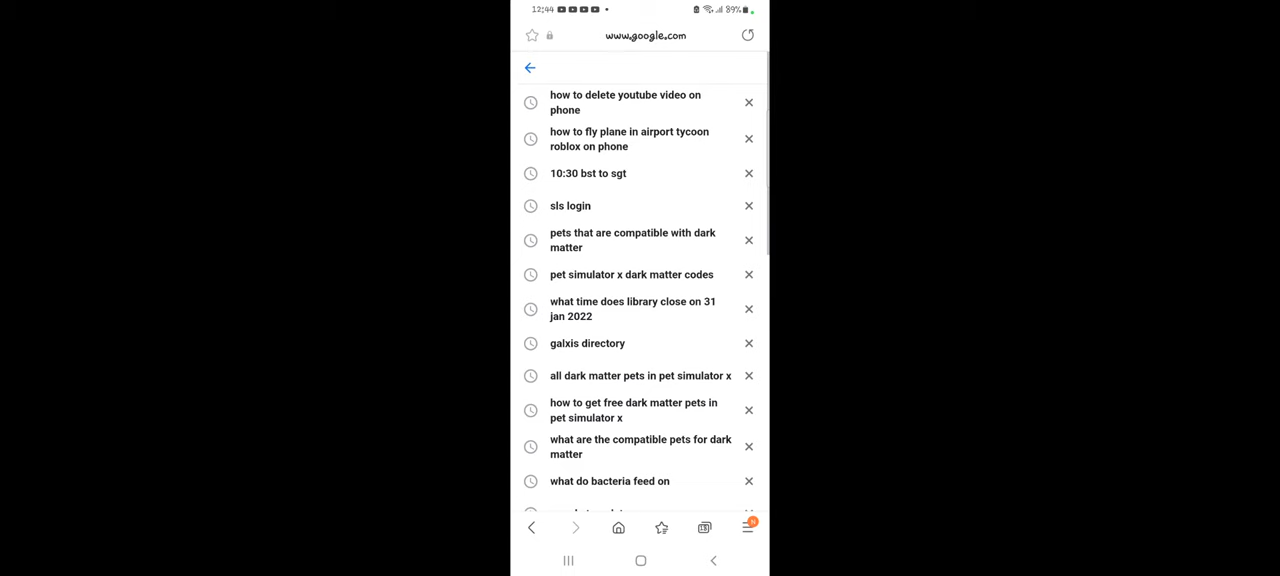 12:44
89%
www.google.com
how to delete youtube video on
phone
how to fly plane in airport tycoon
roblox on phone
10:30 bst to sgt
sls login
pets that are compatible with dark
matter
pet simulator x dark matter codes
what time does library close on 31
jan 2022
galxis directory
all dark matter pets in pet simulator x
how to get free dark matter pets in
pet simulator x
what are the compatible pets for dark
matter
what do bacteria feed on
N